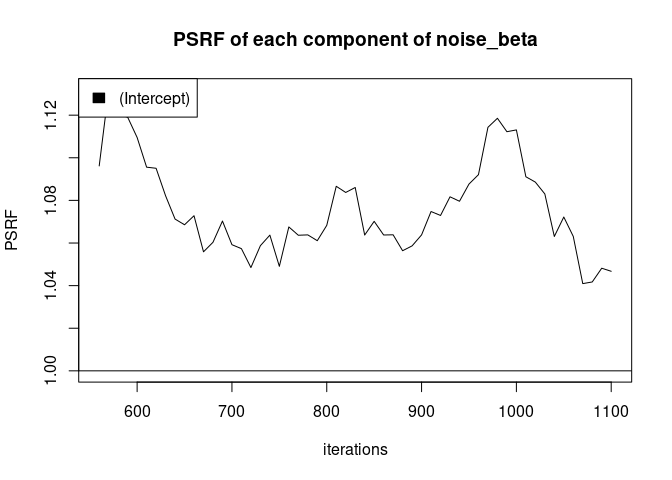 PSRF of each component of noise_beta
(Intercept)
PSRF
1.12
1.08
1.04
1.00
600 700 800 900 1000 1100
iterations